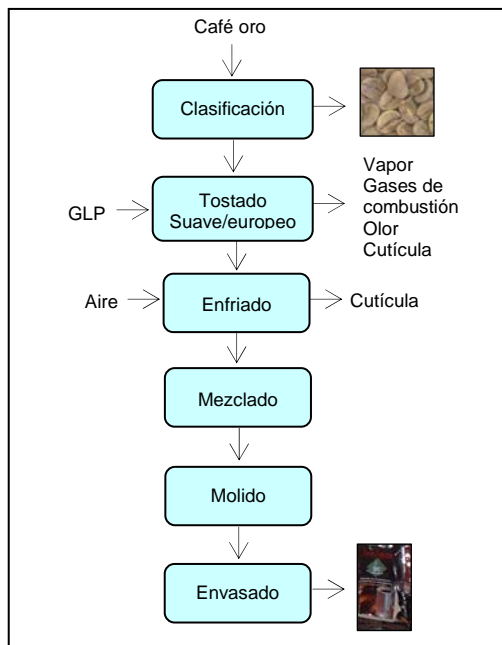 Café oro
Clasificación
Vapor
Gases de
combustión
Olor
Cutícula
GLP
Tostado
Suave/europeo
Aire
Enfriado
Cutícula
Mezclado
Molido
Envasado